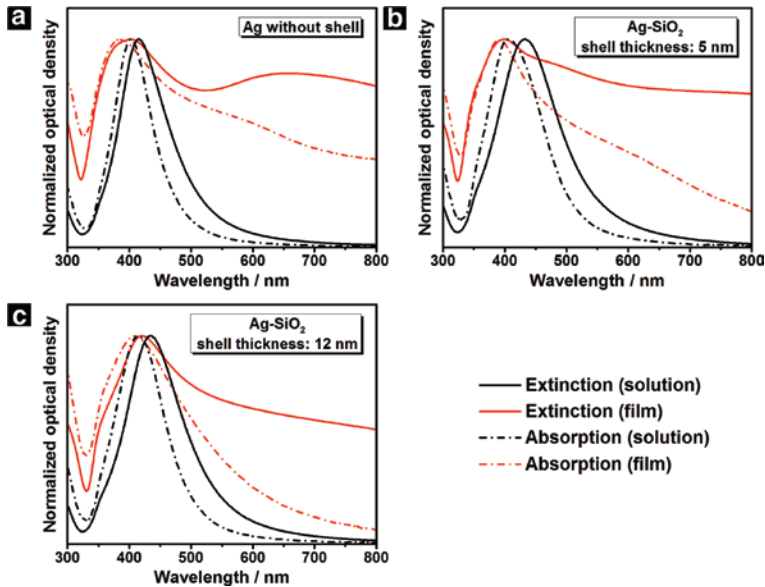 a
Ag without shell
Normalized optical density
300 400 500 600 700 800
Wavelength / nm
b
Ag-SiO₂
shell thickness: 5 nm
Normalized optical density
300 400 500 600 700 800
Wavelength / nm
c
Ag-SiO₂
shell thickness: 12 nm
Normalized optical density
300 400 500 600 700 800
Wavelength / nm
Extinction (solution)
Extinction (film)
Absorption (solution)
Absorption (film)